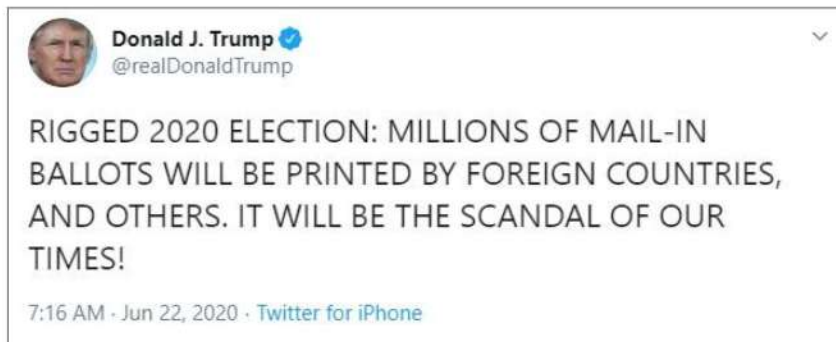 Donald J. Trump
@realDonaldTrump
RIGGED 2020 ELECTION: MILLIONS OF MAIL-IN
BALLOTS WILL BE PRINTED BY FOREIGN COUNTRIES,
AND OTHERS. IT WILL BE THE SCANDAL OF OUR
TIMES!
7:16 AM · Jun 22, 2020 · Twitter for iPhone